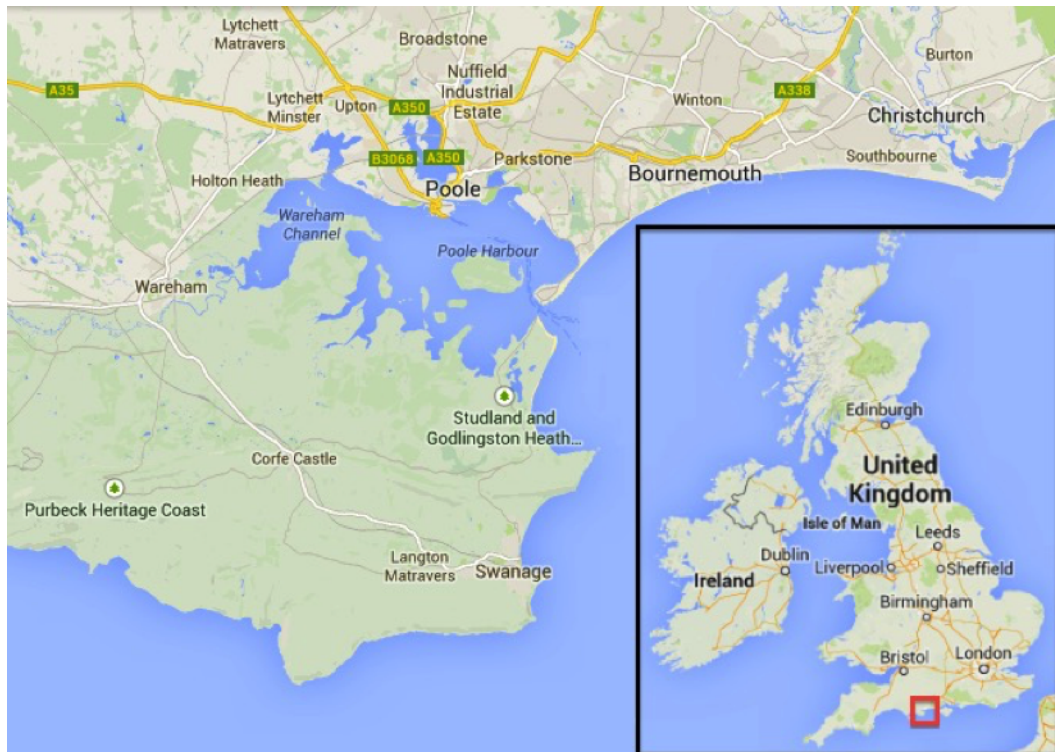 Lytchett
Matravers
Broadstone
Burton
Nuffield
Industrial
Estate
A35
A338
Lytchett
Minster
Upton
A350
Winton
Christchurch
B3068
A350
Parkstone
Southbourne
Holton Heath
Poole
Bournemouth
Wareham
Channel
Poole Harbour
Wareham
Studland and
Godlingston Heath...
Corfe Castle
Purbeck Heritage Coast
Langton
Matravers
Swanage
Edinburgh
United
Kingdom
Isle of Man
Leeds
Dublin
Liverpool
Sheffield
Ireland
Birmingham
Bristol
London